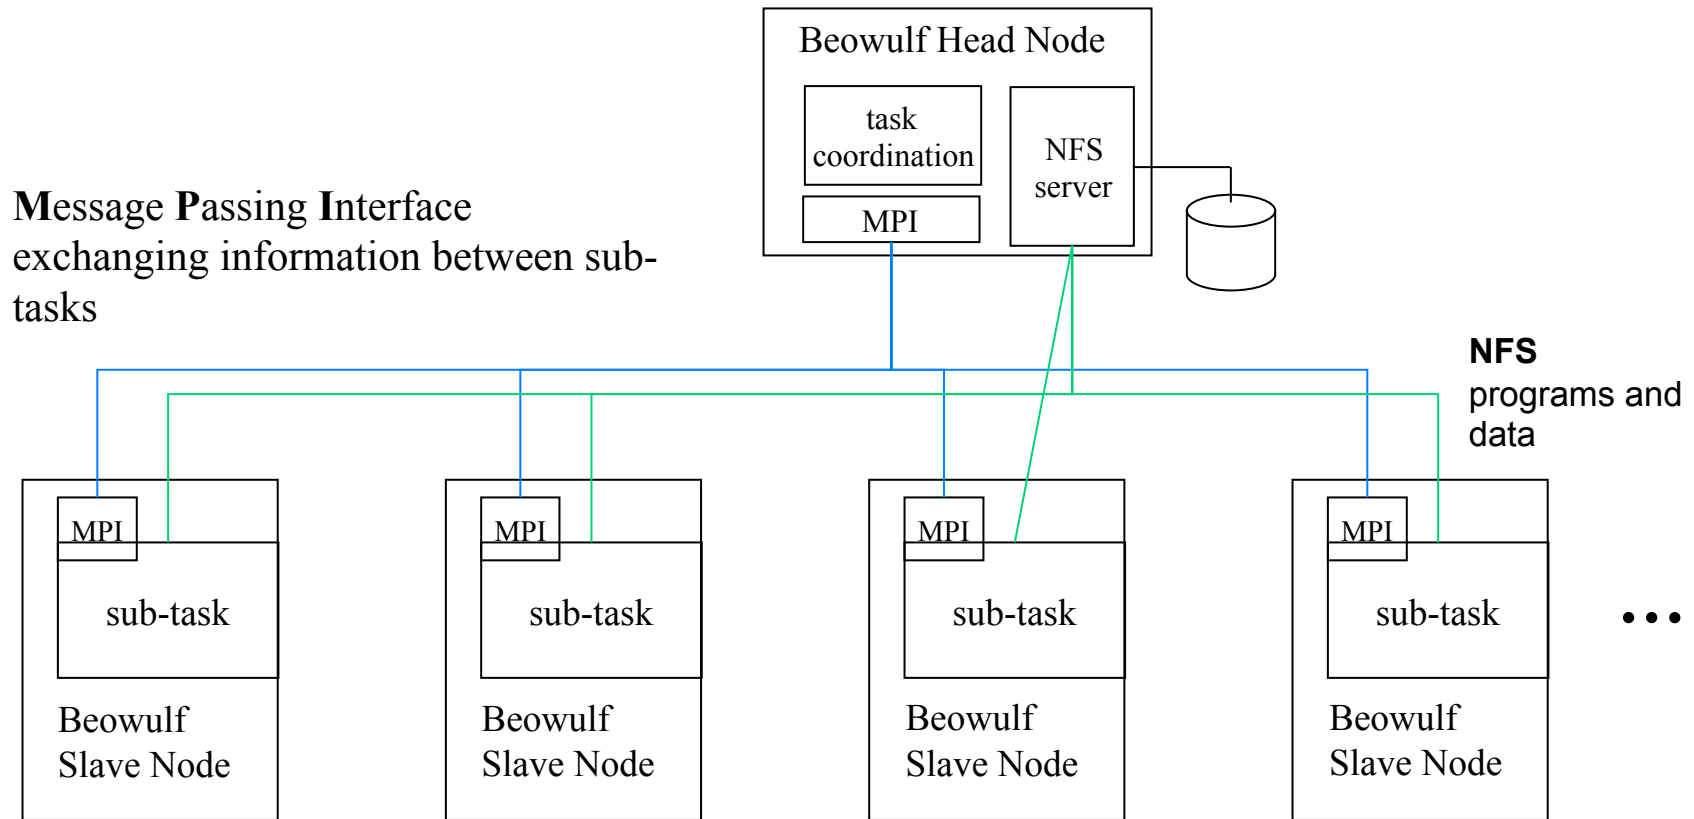 Beowulf Head Node
task
coordination
NFS
server
MPI
Message Passing Interface
exchanging information between sub-
tasks
NFS
programs and
data
MPI
sub-task
Beowulf
Slave Node
MPI
sub-task
Beowulf
Slave Node
MPI
sub-task
Beowulf
Slave Node
MPI
sub-task
Beowulf
Slave Node
...